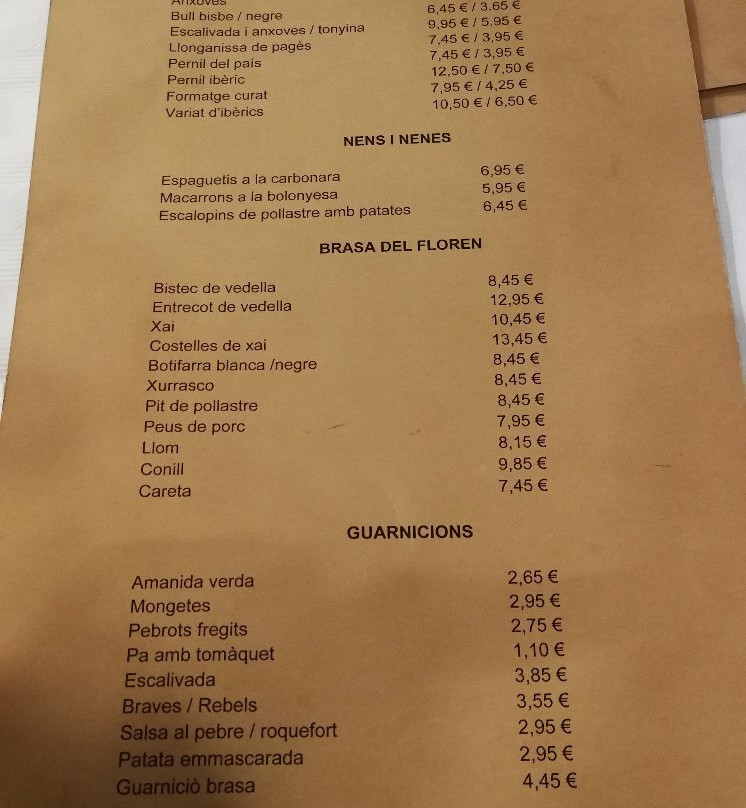 Anxoves
Bull bisbe / negre 6,45 € / 3.65 €
Escalivada i anxoves / tonyina 9,95 € / 5.95 €
Llonganissa de pagès 7,45 € / 3,95 €
Pernil del país 7,45 € / 3,95 €
Pernil ibèric 12,50 € / 7,50 €
Formatge curat 7,95 € / 4,25 €
Variat d'ibèrics 10,50 € / 6,50 €
NENS I NENES
Espaguetis a la carbonara 6,95 €
Macarrons a la bolonyesa 5,95 €
Escalopins de pollastre amb patates 6,45 €
BRASA DEL FLOREN
Bistec de vedella 8,45 €
Entrecot de vedella 12,95 €
Xai 10,45 €
Costelles de xai 13,45 €
Botifarra blanca /negre 8,45 €
Xurrasco 8,45 €
Pit de pollastre 8,45 €
Peus de porc 7,95 €
Llom 8,15 €
Conill 9,85 €
Careta 7,45 €
GUARNICIONS
Amanida verda 2,65 €
Mongetes 2,95 €
Pebrots fregits 2,75 €
Pa amb tomàquet 1,10 €
Escalivada 3,85 €
Braves / Rebels 3,55 €
Salsa al pebre / roquefort 2,95 €
Patata emmascarada 2,95 €
Guarniciò brasa 4,45 €